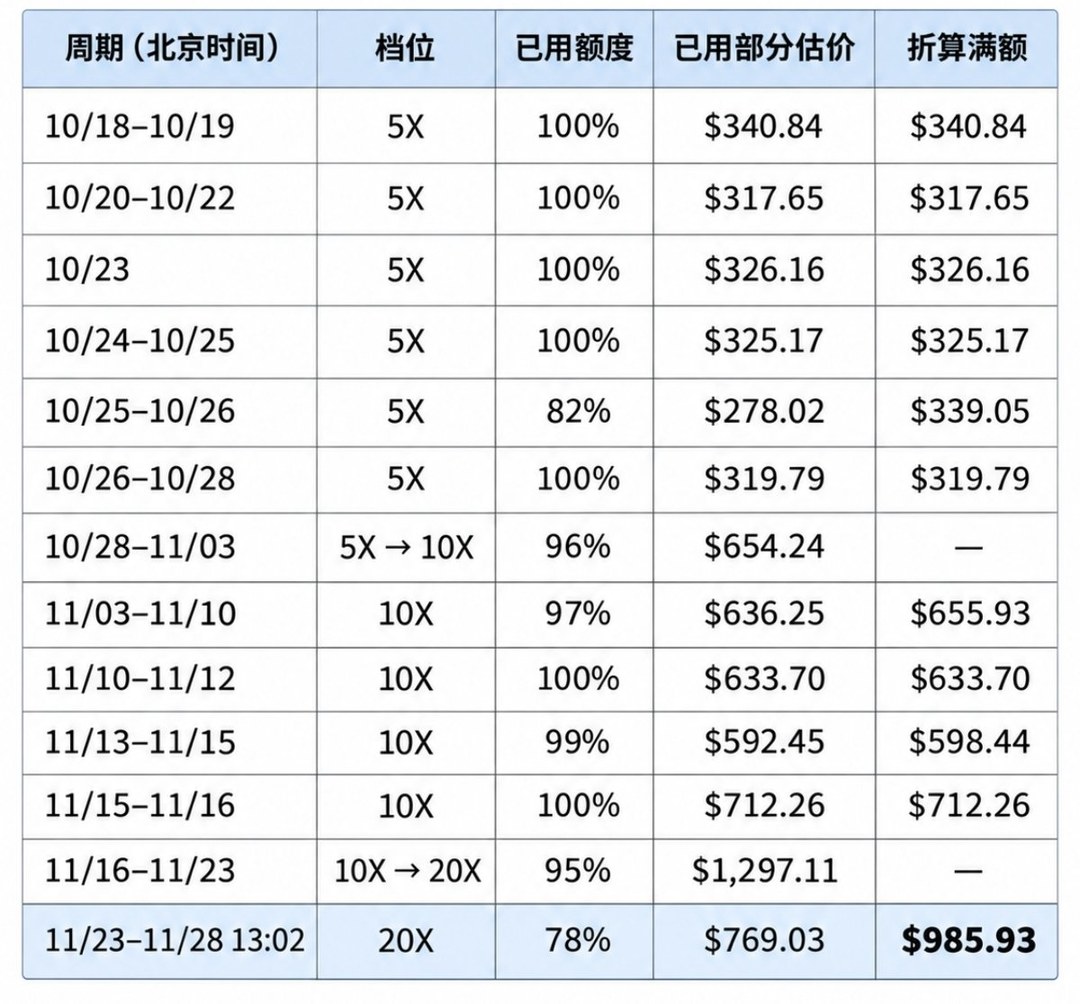 周期（北京时间） 档位 已用额度 已用部分估价 折算满额
10/18–10/19 5X 100% $340.84 $340.84
10/20–10/22 5X 100% $317.65 $317.65
10/23 5X 100% $326.16 $326.16
10/24–10/25 5X 100% $325.17 $325.17
10/25–10/26 5X 82% $278.02 $339.05
10/26–10/28 5X 100% $319.79 $319.79
10/28–11/03 5X → 10X 96% $654.24 —
11/03–11/10 10X 97% $636.25 $655.93
11/10–11/12 10X 100% $633.70 $633.70
11/13–11/15 10X 99% $592.45 $598.44
11/15–11/16 10X 100% $712.26 $712.26
11/16–11/23 10X → 20X 95% $1,297.11 —
11/23–11/28 13:02 20X 78% $769.03 $985.93